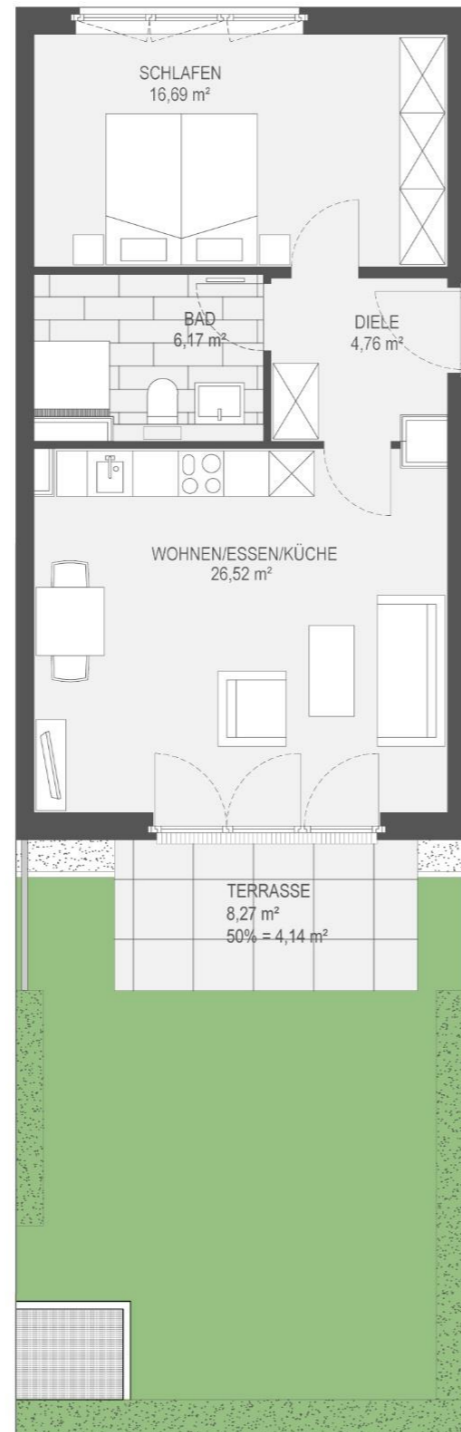 SCHLAFEN
16,69 m²
BAD
6,17 m²
DIELE
4,76 m²
WOHNEN/ESSEN/KÜCHE
26,52 m²
TERRASSE
8,27 m²
50% = 4,14 m²